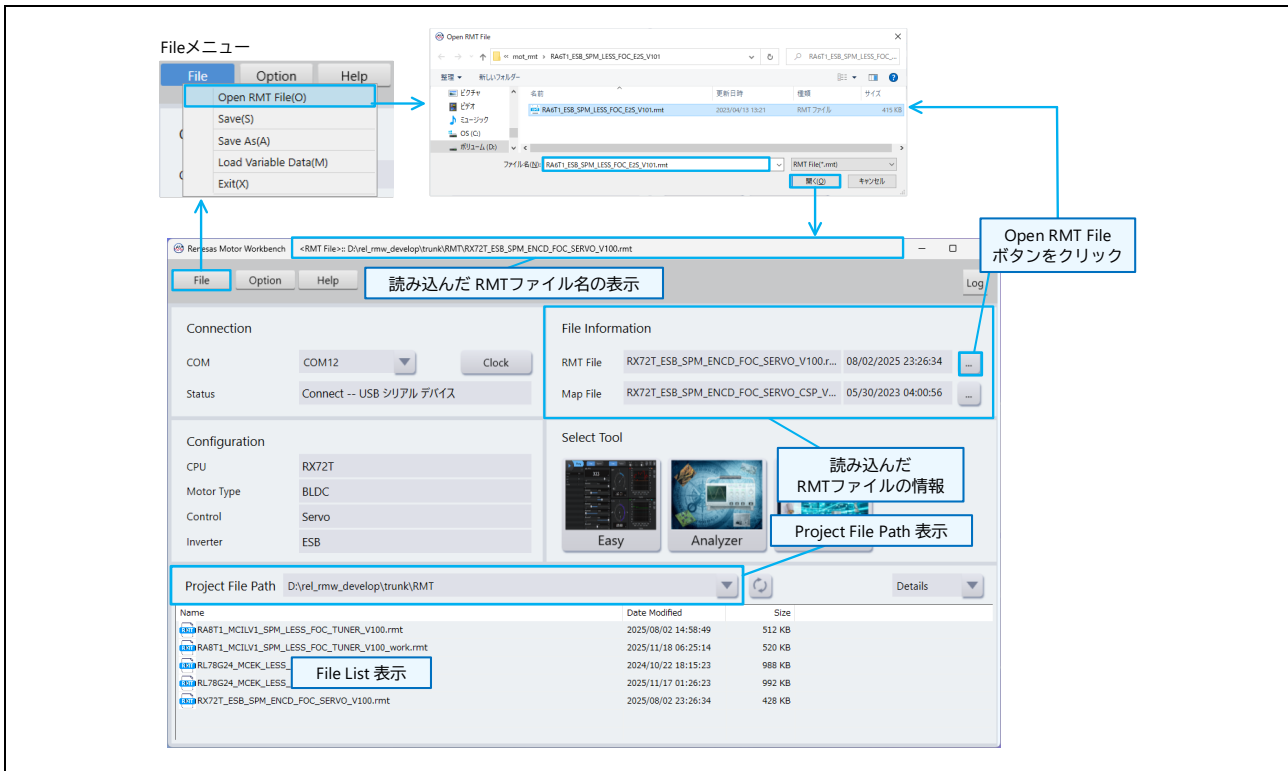 Fileメニュー
File Option Help
Open RMT File(O)
Save(S)
Save As(A)
Load Variable Data(M)
Exit(X)
Open RMT File
« mot_rmt › RA6T1_ESB_SPM_LESS_FOC_E2S_V101
RA6T1_ESB_SPM_LESS_FOC_...
整理 新しいフォルダー
ピクチャ
ビデオ
ミュージック
OS (C:)
ボリューム (D:)
名前 更新日時 種類 サイズ
RA6T1_ESB_SPM_LESS_FOC_E2S_V101.rmt 2023/04/13 13:21 RMT ファイル 415 KB
ファイル名(N): RA6T1_ESB_SPM_LESS_FOC_E2S_V101.rmt RMT File(*.rmt)
開く(O) キャンセル
Open RMT File
ボタンをクリック
Renesas Motor Workbench <RMT File>:: D:\rel_rmw_develop\trunk\RMT\RX72T_ESB_SPM_ENCD_FOC_SERVO_V100.rmt
File Option Help Log
読み込んだ RMTファイル名の表示
Connection
COM COM12 Clock
Status Connect -- USB シリアル デバイス
File Information
RMT File RX72T_ESB_SPM_ENCD_FOC_SERVO_V100.r... 08/02/2025 23:26:34 ...
Map File RX72T_ESB_SPM_ENCD_FOC_SERVO_CSP_V... 05/30/2023 04:00:56 ...
Configuration
CPU RX72T
Motor Type BLDC
Control Servo
Inverter ESB
Select Tool
Easy Analyzer
読み込んだ
RMTファイルの情報
Project File Path 表示
Project File Path D:\rel_rmw_develop\trunk\RMT Details
Name Date Modified Size
RA8T1_MCILV1_SPM_LESS_FOC_TUNER_V100.rmt 2025/08/02 14:58:49 512 KB
RA8T1_MCILV1_SPM_LESS_FOC_TUNER_V100_work.rmt 2025/11/18 06:25:14 520 KB
RL78G24_MCEK_LESS_ 2024/10/22 18:15:23 988 KB
RL78G24_MCEK_LESS_ 2025/11/17 01:26:23 992 KB
RX72T_ESB_SPM_ENCD_FOC_SERVO_V100.rmt 2025/08/02 23:26:34 428 KB
File List 表示